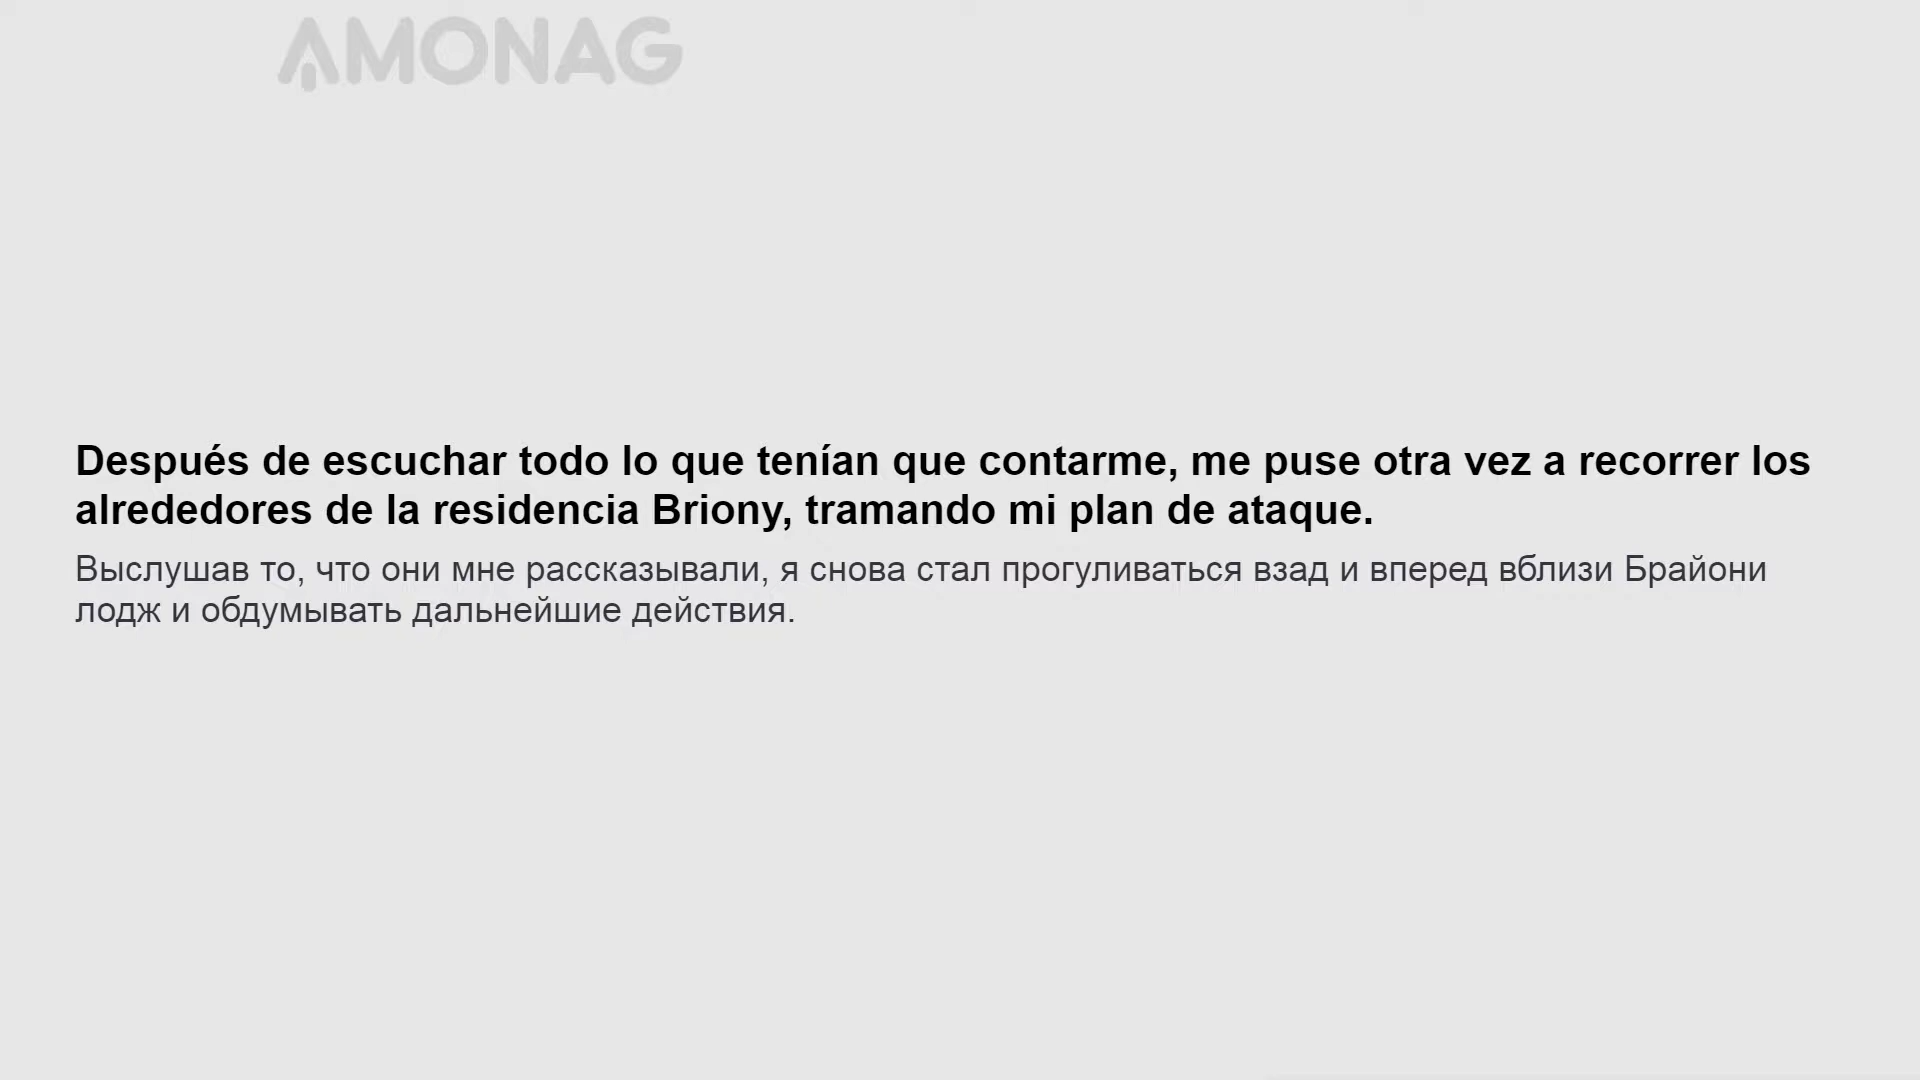 AMONAG
Después de escuchar todo lo que tenían que contarme, me puse otra vez a recorrer los
alrededores de la residencia Briony, tramando mi plan de ataque.
Выслушав то, что они мне рассказывали, я снова стал прогуливаться взад и вперед вблизи Брайони
лодж и обдумывать дальнейшие действия.